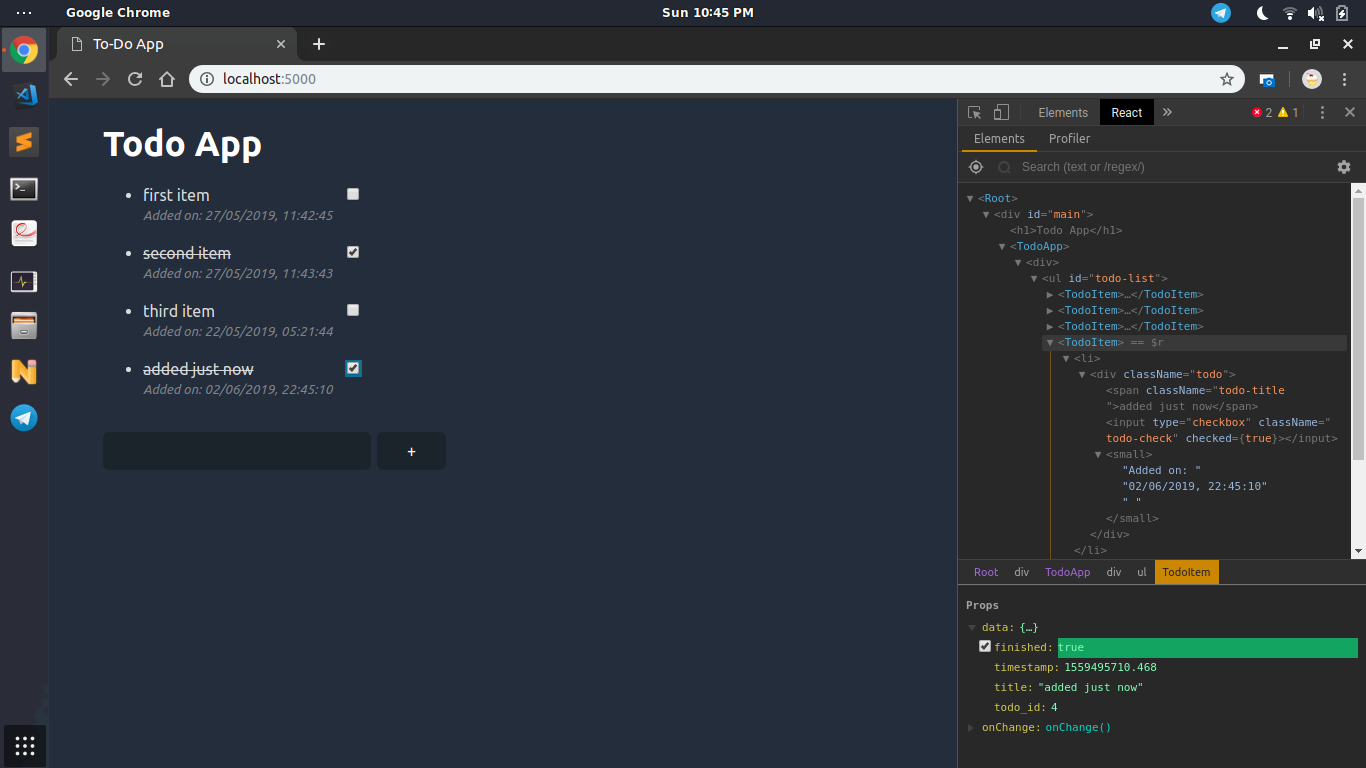 Google Chrome
Sun 10:45 PM
To-Do App
localhost:5000
Todo App
first item
Added on: 27/05/2019, 11:42:45
second item
Added on: 27/05/2019, 11:43:43
third item
Added on: 22/05/2019, 05:21:44
added just now
Added on: 02/06/2019, 22:45:10
+
Elements React » 2 1
Elements Profiler
Search (text or /regex/)
<Root>
<div id="main">
<h1>Todo App</h1>
<TodoApp>
<div>
<ul id="todo-list">
<TodoItem>…</TodoItem>
<TodoItem>…</TodoItem>
<TodoItem>…</TodoItem>
<TodoItem> == $r
<li>
<div className="todo">
<span className="todo-title
">added just now</span>
<input type="checkbox" className="
todo-check" checked={true}></input>
<small>
"Added on: "
"02/06/2019, 22:45:10"
" "
</small>
</div>
</li>
Root div TodoApp div ul TodoItem
Props
data: {…}
finished: true
timestamp: 1559495710.468
title: "added just now"
todo_id: 4
onChange: onChange()